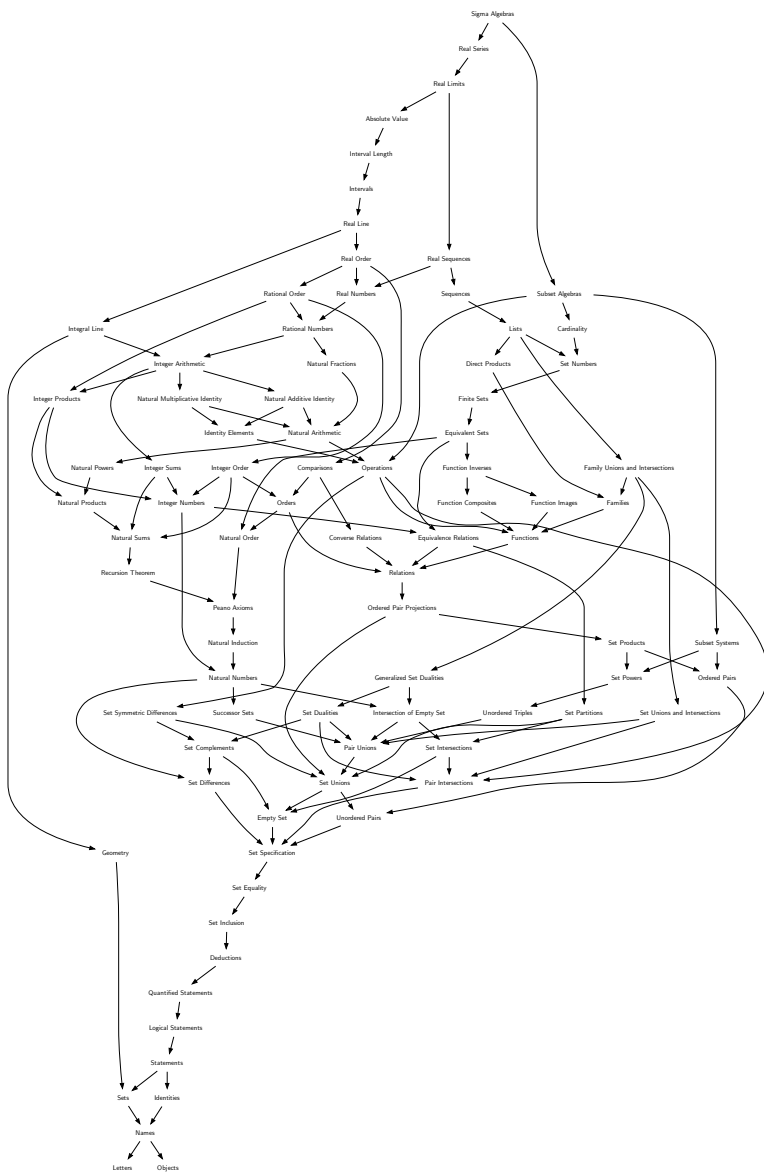 Sigma Algebras
Real Series
Real Limits
Absolute Value
Interval Length
Intervals
Real Line
Real Order Real Sequences
Rational Order Real Numbers Sequences Subset Algebras
Integral Line Rational Numbers Lists Cardinality
Integer Arithmetic Natural Fractions Direct Products Set Numbers
Integer Products Natural Multiplicative Identity Natural Additive Identity Finite Sets
Identity Elements Natural Arithmetic Equivalent Sets
Natural Powers Integer Sums Integer Order Comparisons Operations Function Inverses Family Unions and Intersections
Natural Products Integer Numbers Orders Function Composites Function Images Families
Natural Sums Natural Order Converse Relations Equivalence Relations Functions
Recursion Theorem Relations
Peano Axioms Ordered Pair Projections
Natural Induction Set Products Subset Systems
Natural Numbers Generalized Set Dualities Set Powers Ordered Pairs
Set Symmetric Differences Successor Sets Set Dualities Intersection of Empty Set Unordered Triples Set Partitions Set Unions and Intersections
Set Complements Pair Unions Set Intersections
Set Differences Set Unions Pair Intersections
Empty Set Unordered Pairs
Geometry Set Specification
Set Equality
Set Inclusion
Deductions
Quantified Statements
Logical Statements
Statements
Sets Identities
Names
Letters Objects